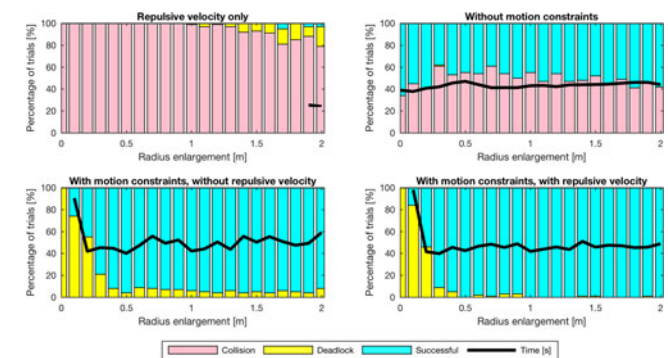 Repulsive velocity only
Percentage of trials [%]
100
80
60
40
20
0
0 0.5 1 1.5 2
Radius enlargement [m]
Without motion constraints
Percentage of trials [%]
100
80
60
40
20
0
0 0.5 1 1.5 2
Radius enlargement [m]
With motion constraints, without repulsive velocity
Percentage of trials [%]
100
80
60
40
20
0
0 0.5 1 1.5 2
Radius enlargement [m]
With motion constraints, with repulsive velocity
Percentage of trials [%]
100
80
60
40
20
0
0 0.5 1 1.5 2
Radius enlargement [m]
Collision Deadlock Successful Time [s]